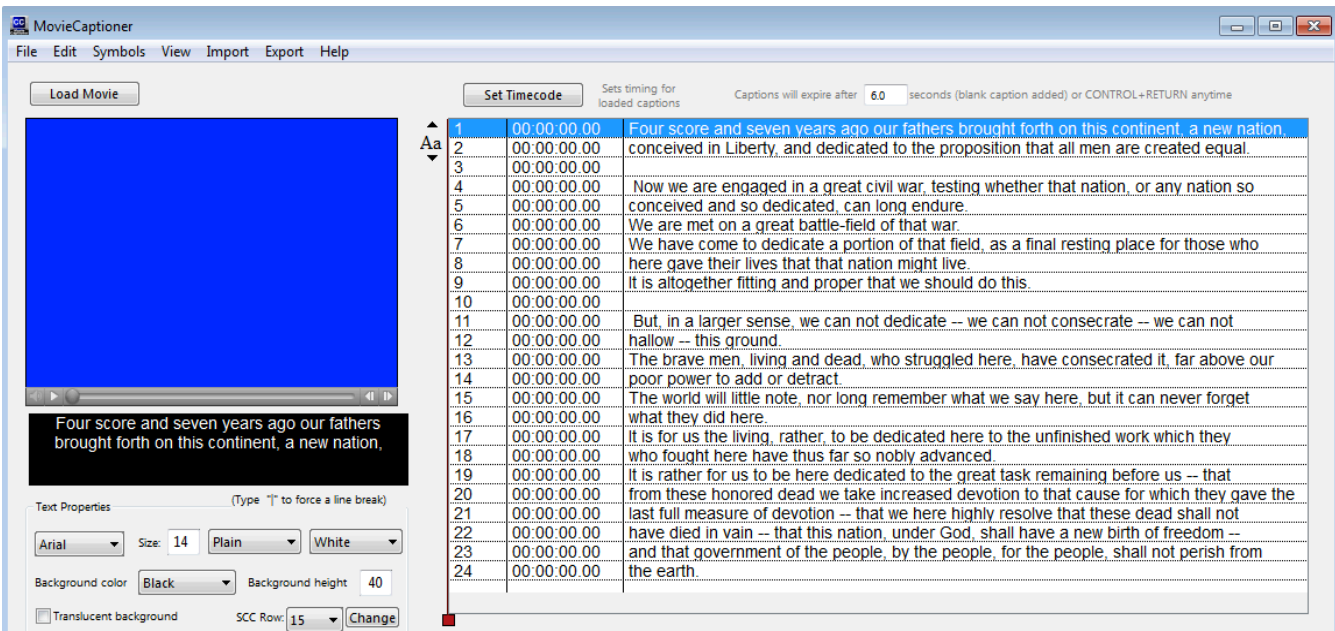 CC
MovieCaptioner
File Edit Symbols View Import Export Help
Load Movie
Set Timecode
Sets timing for
loaded captions
Captions will expire after 6.0 seconds (blank caption added) or CONTROL+RETURN anytime
Aa
1 00:00:00.00 Four score and seven years ago our fathers brought forth on this continent, a new nation,
2 00:00:00.00 conceived in Liberty, and dedicated to the proposition that all men are created equal.
3 00:00:00.00
4 00:00:00.00 Now we are engaged in a great civil war, testing whether that nation, or any nation so
5 00:00:00.00 conceived and so dedicated, can long endure.
6 00:00:00.00 We are met on a great battle-field of that war.
7 00:00:00.00 We have come to dedicate a portion of that field, as a final resting place for those who
8 00:00:00.00 here gave their lives that that nation might live.
9 00:00:00.00 It is altogether fitting and proper that we should do this.
10 00:00:00.00
11 00:00:00.00 But, in a larger sense, we can not dedicate -- we can not consecrate -- we can not
12 00:00:00.00 hallow -- this ground.
13 00:00:00.00 The brave men, living and dead, who struggled here, have consecrated it, far above our
14 00:00:00.00 poor power to add or detract.
15 00:00:00.00 The world will little note, nor long remember what we say here, but it can never forget
16 00:00:00.00 what they did here.
17 00:00:00.00 It is for us the living, rather, to be dedicated here to the unfinished work which they
18 00:00:00.00 who fought here have thus far so nobly advanced.
19 00:00:00.00 It is rather for us to be here dedicated to the great task remaining before us -- that
20 00:00:00.00 from these honored dead we take increased devotion to that cause for which they gave the
21 00:00:00.00 last full measure of devotion -- that we here highly resolve that these dead shall not
22 00:00:00.00 have died in vain -- that this nation, under God, shall have a new birth of freedom --
23 00:00:00.00 and that government of the people, by the people, for the people, shall not perish from
24 00:00:00.00 the earth.
Four score and seven years ago our fathers
brought forth on this continent, a new nation,
(Type "|" to force a line break)
Text Properties
Arial Size: 14 Plain White
Background color Black Background height 40
Translucent background SCC Row: 15 Change